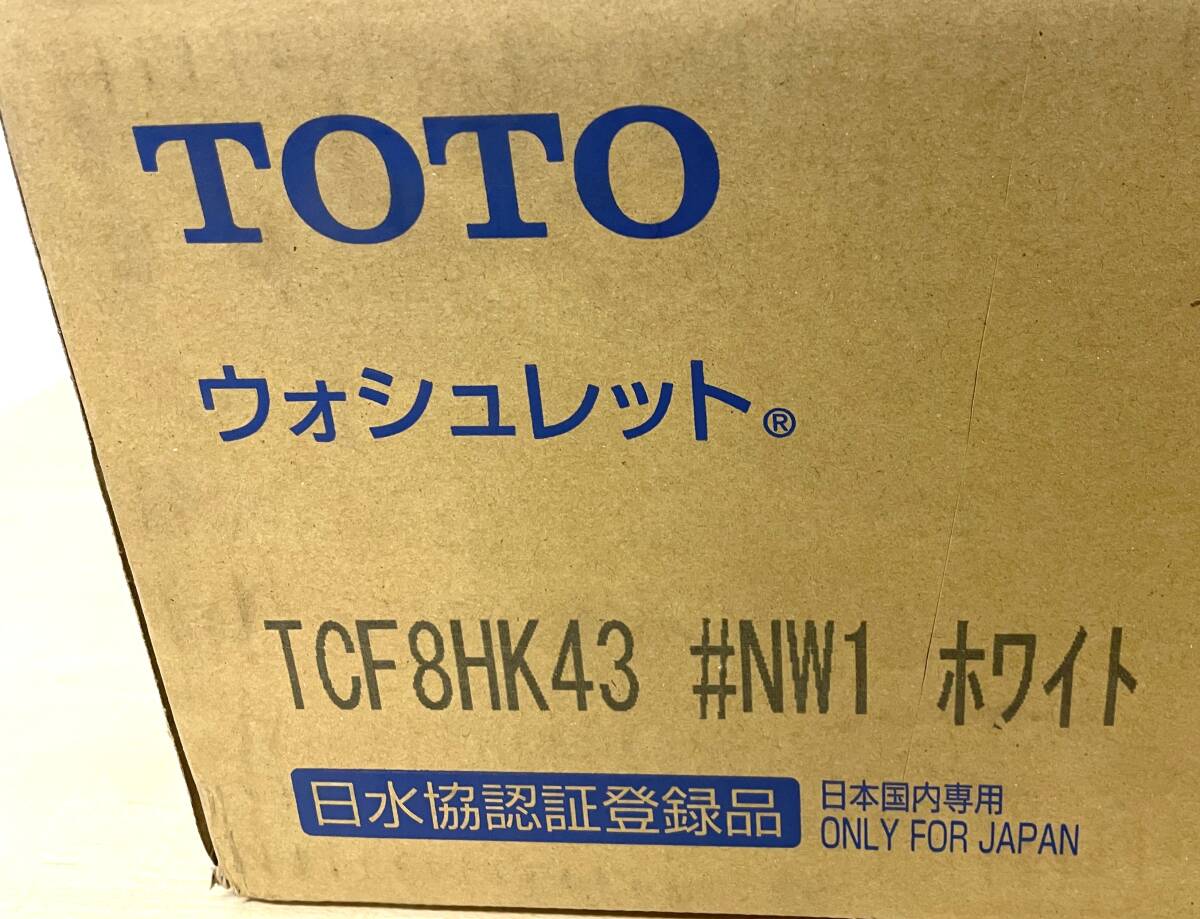 TOTO
ウォシュレット®
TCF8HK43 #NW1 ホワイト
日水協認証登録品
日本国内専用
ONLY FOR JAPAN